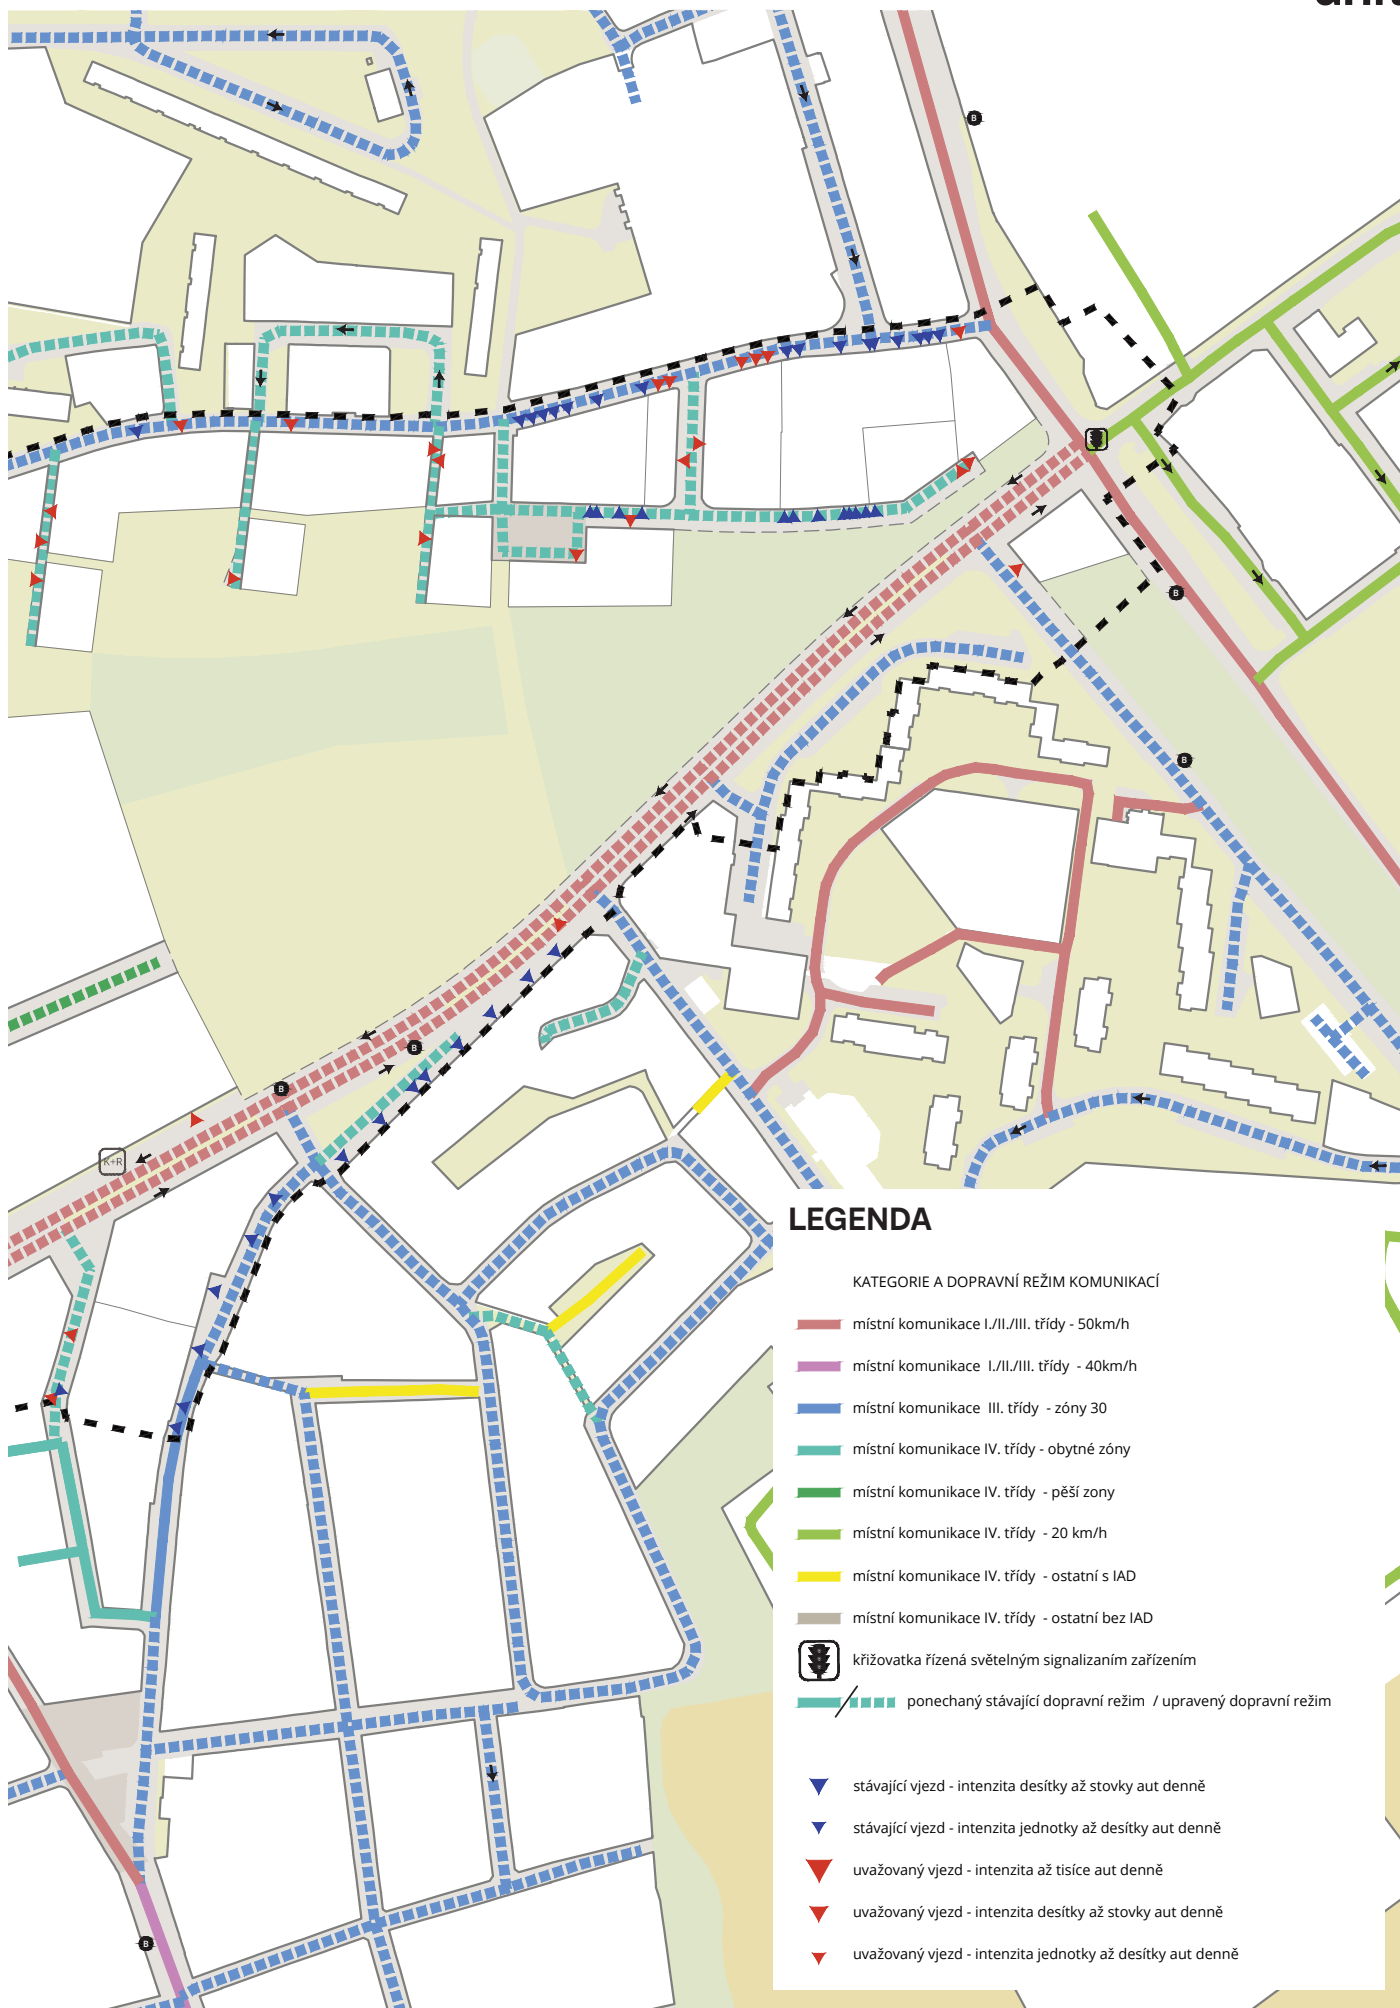 B
B
B
B
B
K+R
B
LEGENDA
KATEGORIE A DOPRAVNÍ REŽIM KOMUNIKACÍ
místní komunikace I./II./III. třídy - 50km/h
místní komunikace I./II./III. třídy - 40km/h
místní komunikace III. třídy - zóny 30
místní komunikace IV. třídy - obytné zóny
místní komunikace IV. třídy - pěší zony
místní komunikace IV. třídy - 20 km/h
místní komunikace IV. třídy - ostatní s IAD
místní komunikace IV. třídy - ostatní bez IAD
křižovatka řízená světelným signalizaním zařízením
ponechaný stávající dopravní režim / upravený dopravní režim
stávající vjezd - intenzita desítky až stovky aut denně
stávající vjezd - intenzita jednotky až desítky aut denně
uvažovaný vjezd - intenzita až tisíce aut denně
uvažovaný vjezd - intenzita desítky až stovky aut denně
uvažovaný vjezd - intenzita jednotky až desítky aut denně
B